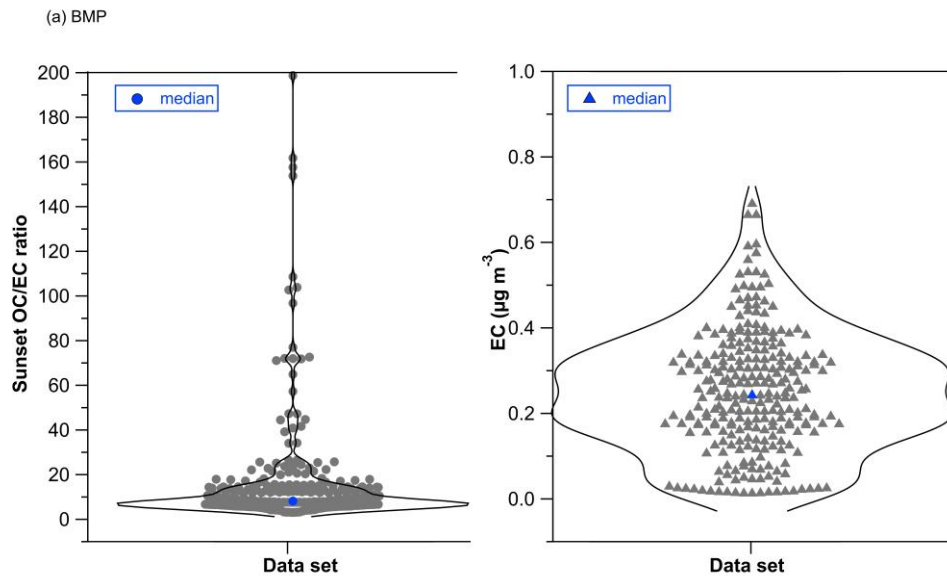 (a) BMP
200
180
160
140
120
100
80
60
40
20
0
Sunset OC/EC ratio
median
Data set
1.0
0.8
0.6
0.4
0.2
0.0
EC (µg m⁻³)
median
Data set